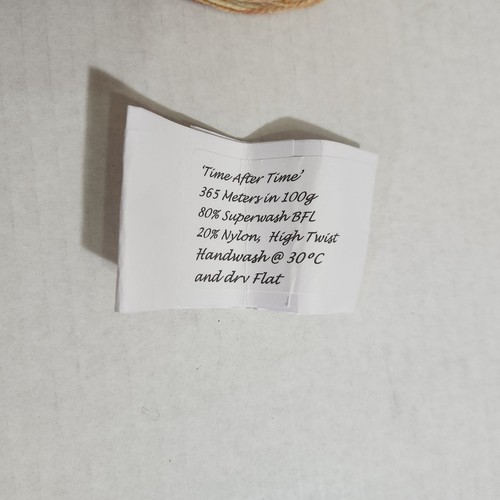 'Time After Time'
365 Meters in 100g
80% Superwash BFL
20% Nylon, High Twist
Handwash @ 30°C
and dry Flat